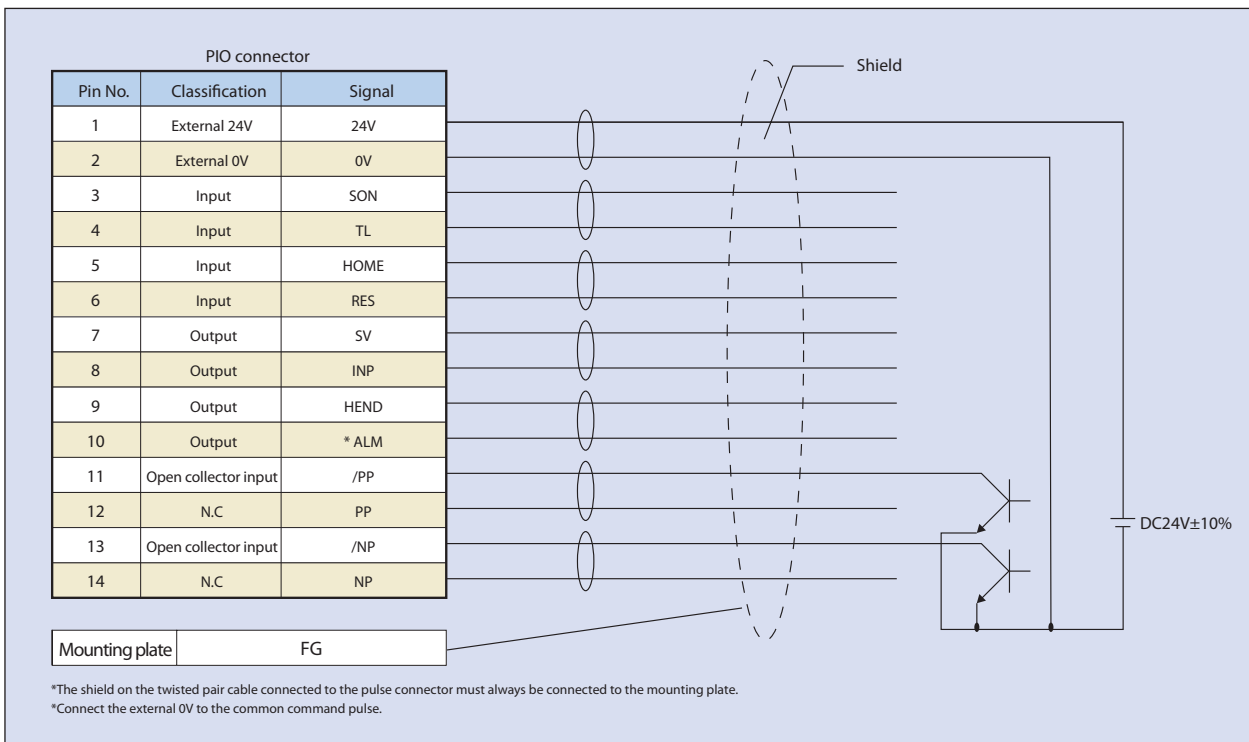 PIO connector
Shield
Pin No. Classification Signal
1 External 24V 24V
2 External 0V 0V
3 Input SON
4 Input TL
5 Input HOME
6 Input RES
7 Output SV
8 Output INP
9 Output HEND
10 Output * ALM
11 Open collector input /PP
12 N.C PP
13 Open collector input /NP
14 N.C NP
DC24V±10%
Mounting plate FG
*The shield on the twisted pair cable connected to the pulse connector must always be connected to the mounting plate.
*Connect the external 0V to the common command pulse.